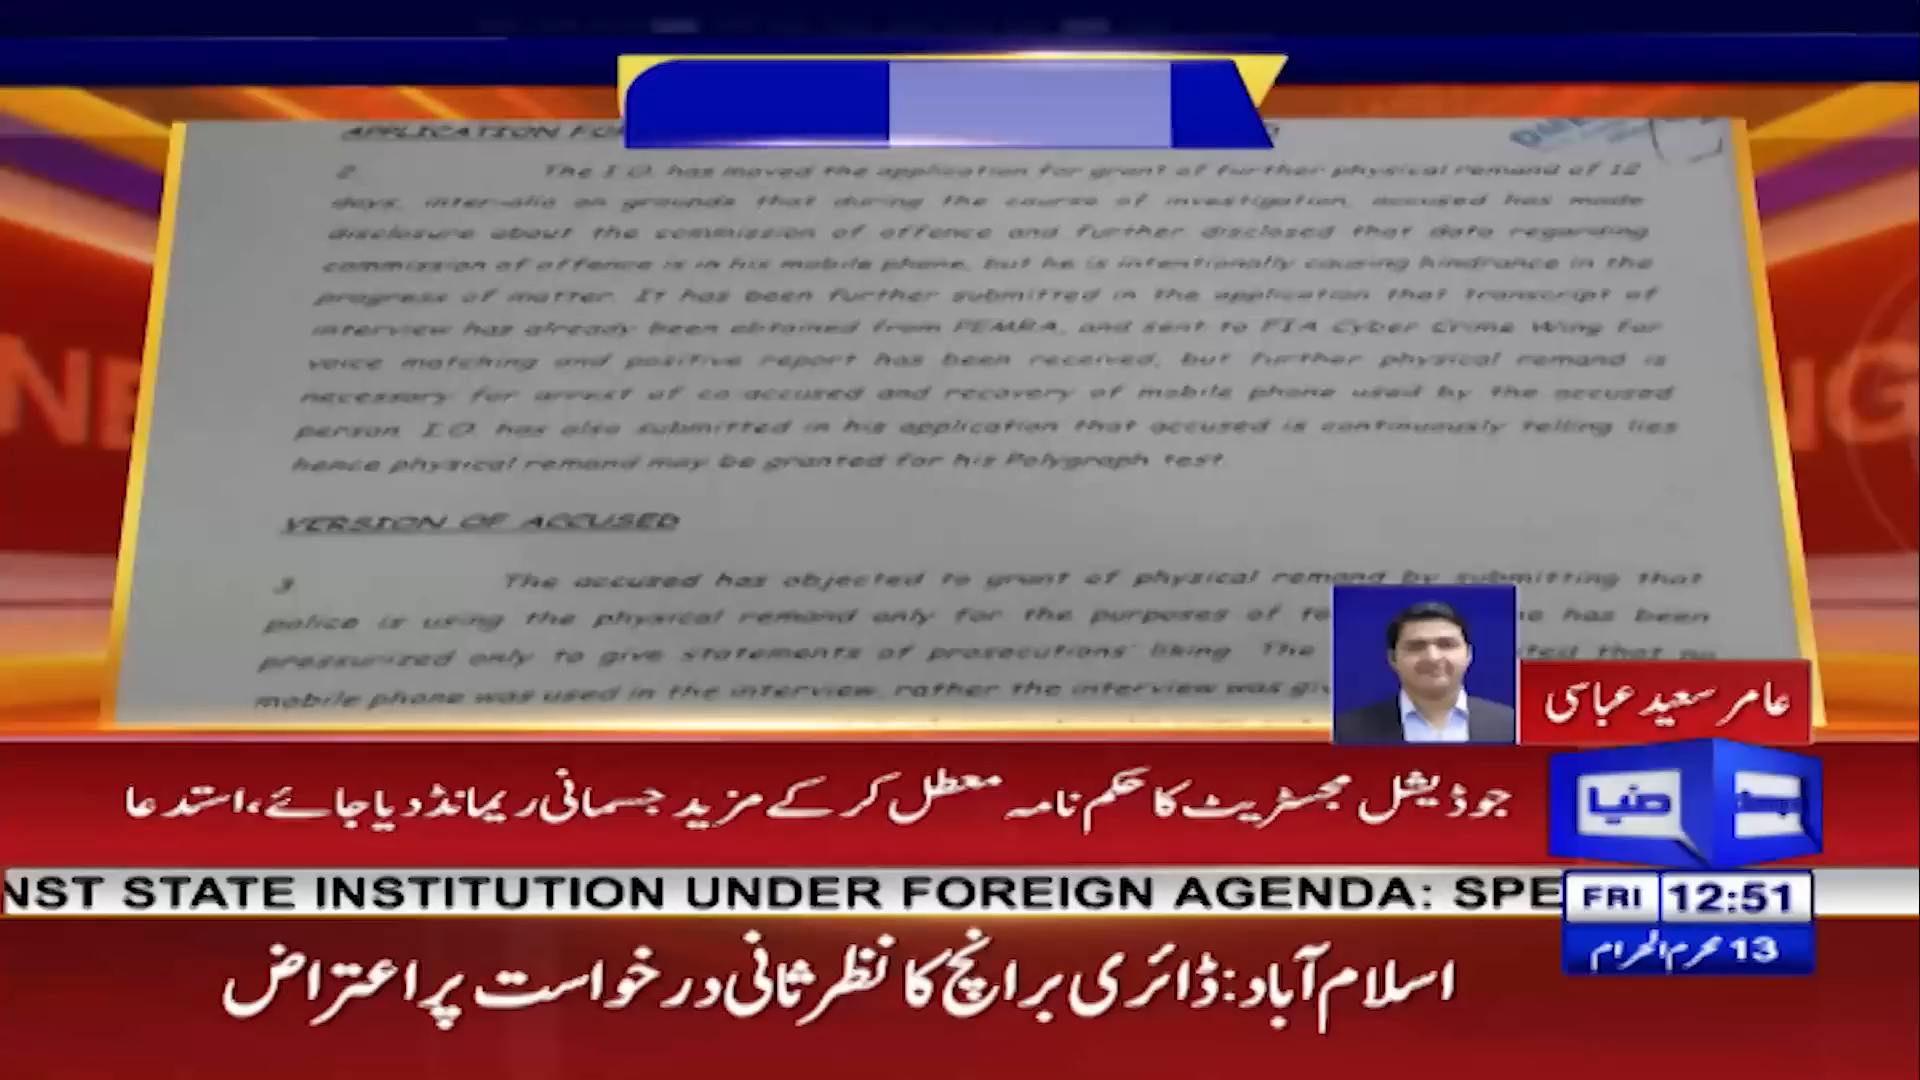 APPLICATION FOR
2. The I.O. has moved the application for grant of further physical remand of 12
days, inter-alia on grounds that during the course of investigation, accused has made
disclosure about the commission of offence and further disclosed that data regarding
commission of offence is in his mobile phone, but he is intentionally causing hindrance in the
progress of matter. It has been further submitted in the application that transcript of
interview has already been obtained from PEMRA, and sent to FIA Cyber Crime Wing for
voice matching and positive report has been received, but further physical remand is
necessary for arrest of co-accused and recovery of mobile phone used by the accused
person. I.O. has also submitted in his application that accused is continuously telling lies
hence physical remand may be granted for his Polygraph test.
VERSION OF ACCUSED
3. The accused has objected to grant of physical remand by submitting that
police is using the physical remand only for the purposes of has been
pressurized only to give statements of prosecutions' liking. The that no
mobile phone was used in the interview, rather the interview was
عامر سعید عباسی
جوڈیشل مجسٹریٹ کا حکم نامہ معطل کر کے مزید جسمانی ریمانڈ دیا جائے، استدعا
دنیا
NST STATE INSTITUTION UNDER FOREIGN AGENDA: SPE
FRI 12:51
13 محرم الحرام
اسلام آباد: ڈائری برانچ کا نظر ثانی درخواست پر اعتراض